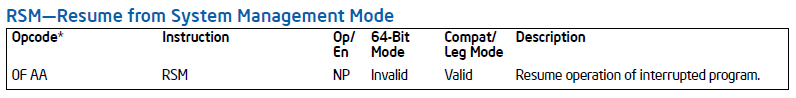 RSM—Resume from System Management Mode
Opcode* Instruction Op/ 64-Bit Compat/ Description
En Mode Leg Mode
0F AA RSM NP Invalid Valid Resume operation of interrupted program.